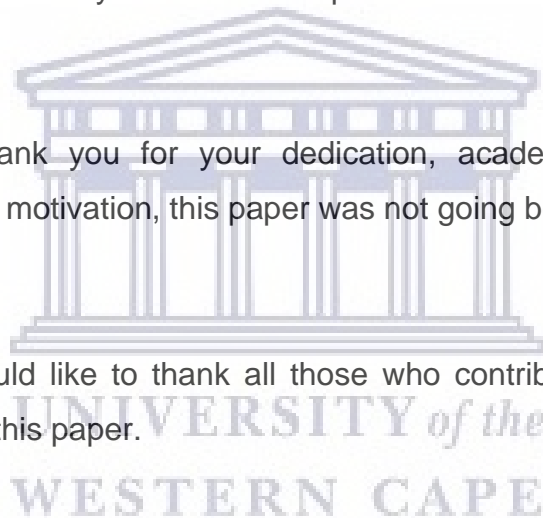 ank you for your dedication, acade
motivation, this paper was not going b
uld like to thank all those who contrib
this paper.
UNIVERSITY of the
WESTERN CAPE